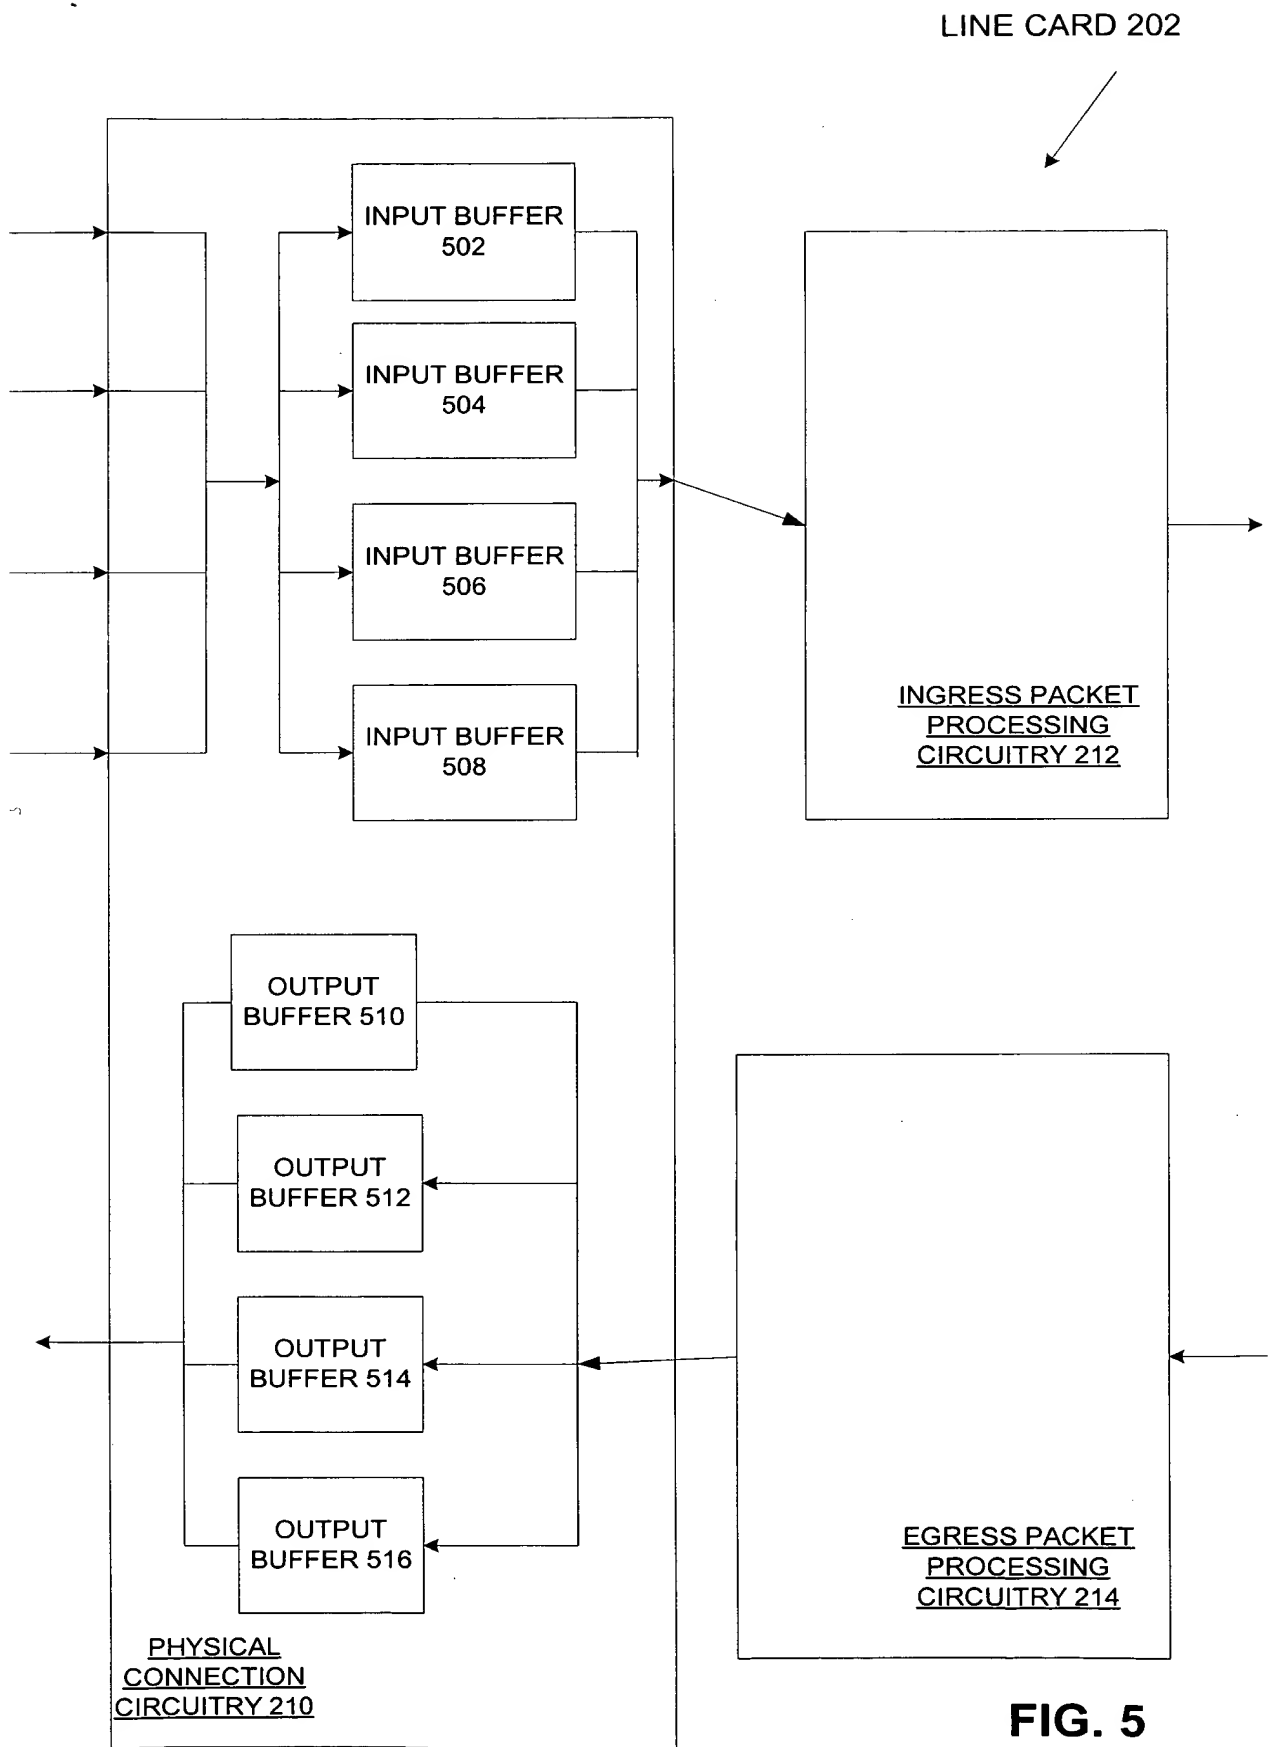 LINE CARD 202
INPUT BUFFER
502
INPUT BUFFER
504
INPUT BUFFER
506
INPUT BUFFER
508
INGRESS PACKET
PROCESSING
CIRCUITRY 212
OUTPUT
BUFFER 510
OUTPUT
BUFFER 512
OUTPUT
BUFFER 514
OUTPUT
BUFFER 516
EGRESS PACKET
PROCESSING
CIRCUITRY 214
PHYSICAL
CONNECTION
CIRCUITRY 210
FIG. 5